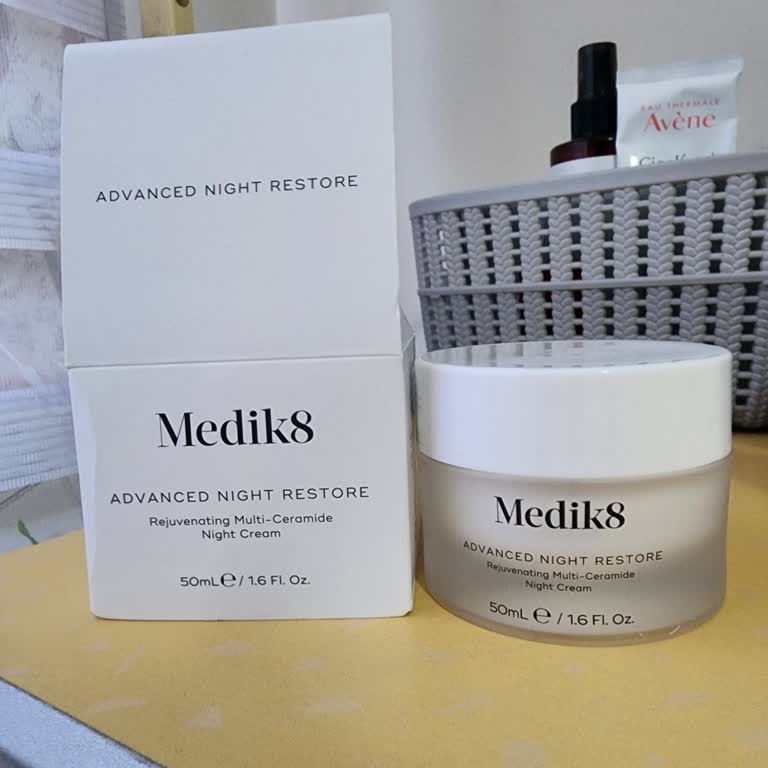 ADVANCED NIGHT RESTORE
Medik8
ADVANCED NIGHT RESTORE
Rejuvenating Multi-Ceramide
Night Cream
50mL ℮ / 1.6 Fl. Oz.
Medik8
ADVANCED NIGHT RESTORE
Rejuvenating Multi-Ceramide
Night Cream
50mL ℮ / 1.6 Fl. Oz.
EAU THERMALE
Avène